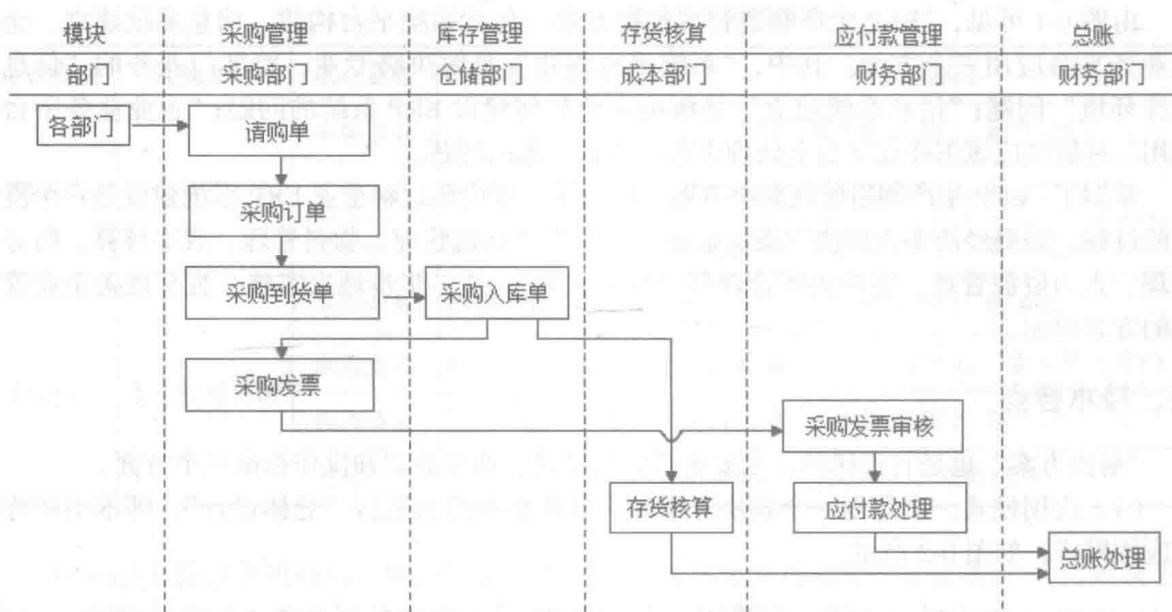 模块 采购管理 库存管理 存货核算 应付款管理 总账
部门 采购部门 仓储部门 成本部门 财务部门 财务部门
各部门 请购单
采购订单
采购到货单 采购入库单
采购发票
采购发票审核
存货核算 应付款处理
总账处理